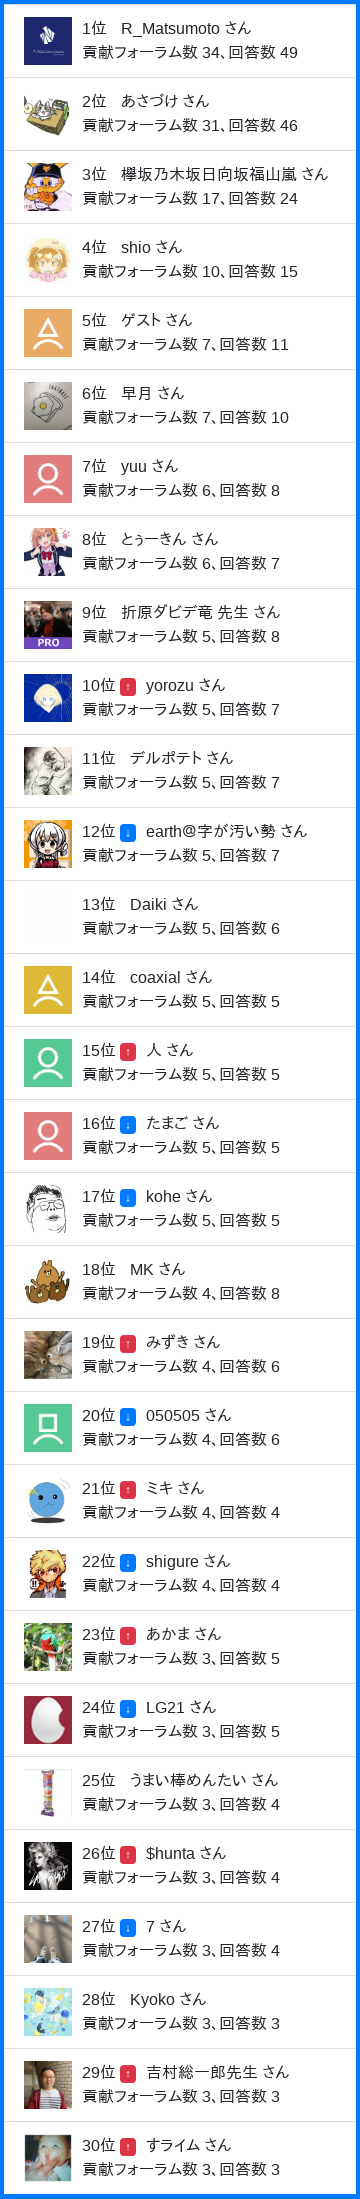 1位 R_Matsumoto さん
貢献フォーラム数 34、回答数 49
2位 あさづけ さん
貢献フォーラム数 31、回答数 46
3位 欅坂乃木坂日向坂福山嵐 さん
貢献フォーラム数 17、回答数 24
4位 shio さん
貢献フォーラム数 10、回答数 15
5位 ゲスト さん
貢献フォーラム数 7、回答数 11
6位 早月 さん
貢献フォーラム数 7、回答数 10
7位 yuu さん
貢献フォーラム数 6、回答数 8
8位 とぅーきん さん
貢献フォーラム数 6、回答数 7
9位 折原ダビデ竜 先生 さん
貢献フォーラム数 5、回答数 8
PRO
10位 ↑ yorozu さん
貢献フォーラム数 5、回答数 7
11位 デルポテト さん
貢献フォーラム数 5、回答数 7
12位 ↓ earth@字が汚い勢 さん
貢献フォーラム数 5、回答数 7
13位 Daiki さん
貢献フォーラム数 5、回答数 6
14位 coaxial さん
貢献フォーラム数 5、回答数 5
15位 ↑ 人 さん
貢献フォーラム数 5、回答数 5
16位 ↓ たまご さん
貢献フォーラム数 5、回答数 5
17位 ↓ kohe さん
貢献フォーラム数 5、回答数 5
18位 MK さん
貢献フォーラム数 4、回答数 8
19位 ↑ みずき さん
貢献フォーラム数 4、回答数 6
20位 ↓ 050505 さん
貢献フォーラム数 4、回答数 6
21位 ↑ ミキ さん
貢献フォーラム数 4、回答数 4
22位 ↓ shigure さん
貢献フォーラム数 4、回答数 4
23位 ↑ あかま さん
貢献フォーラム数 3、回答数 5
24位 ↓ LG21 さん
貢献フォーラム数 3、回答数 5
25位 うまい棒めんたい さん
貢献フォーラム数 3、回答数 4
26位 ↑ $hunta さん
貢献フォーラム数 3、回答数 4
27位 ↓ 7 さん
貢献フォーラム数 3、回答数 4
28位 Kyoko さん
貢献フォーラム数 3、回答数 3
29位 ↑ 吉村総一郎先生 さん
貢献フォーラム数 3、回答数 3
30位 ↑ すライム さん
貢献フォーラム数 3、回答数 3